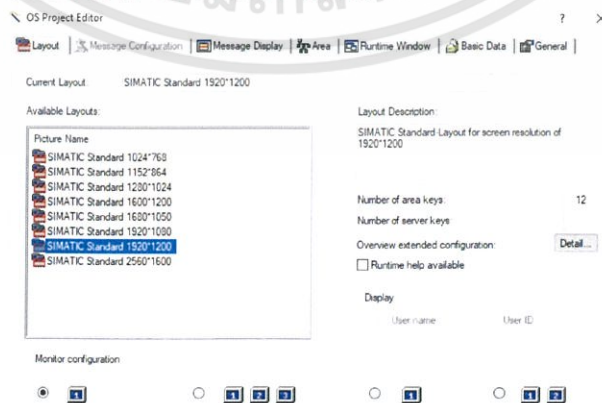 OS Project Editor ? ×
Layout Message Configuration Message Display Area Runtime Window Basic Data General
Current Layout SIMATIC Standard 1920*1200
Available Layouts:
Picture Name
SIMATIC Standard 1024*768
SIMATIC Standard 1152*864
SIMATIC Standard 1280*1024
SIMATIC Standard 1600*1200
SIMATIC Standard 1680*1050
SIMATIC Standard 1920*1080
SIMATIC Standard 1920*1200
SIMATIC Standard 2560*1600
Layout Description:
SIMATIC Standard-Layout for screen resolution of
1920*1200
Number of area keys: 12
Number of server keys
Overview extended configuration: Detail...
Runtime help available
Display
User name User ID
Monitor configuration
1 1 2 3 1 1 2